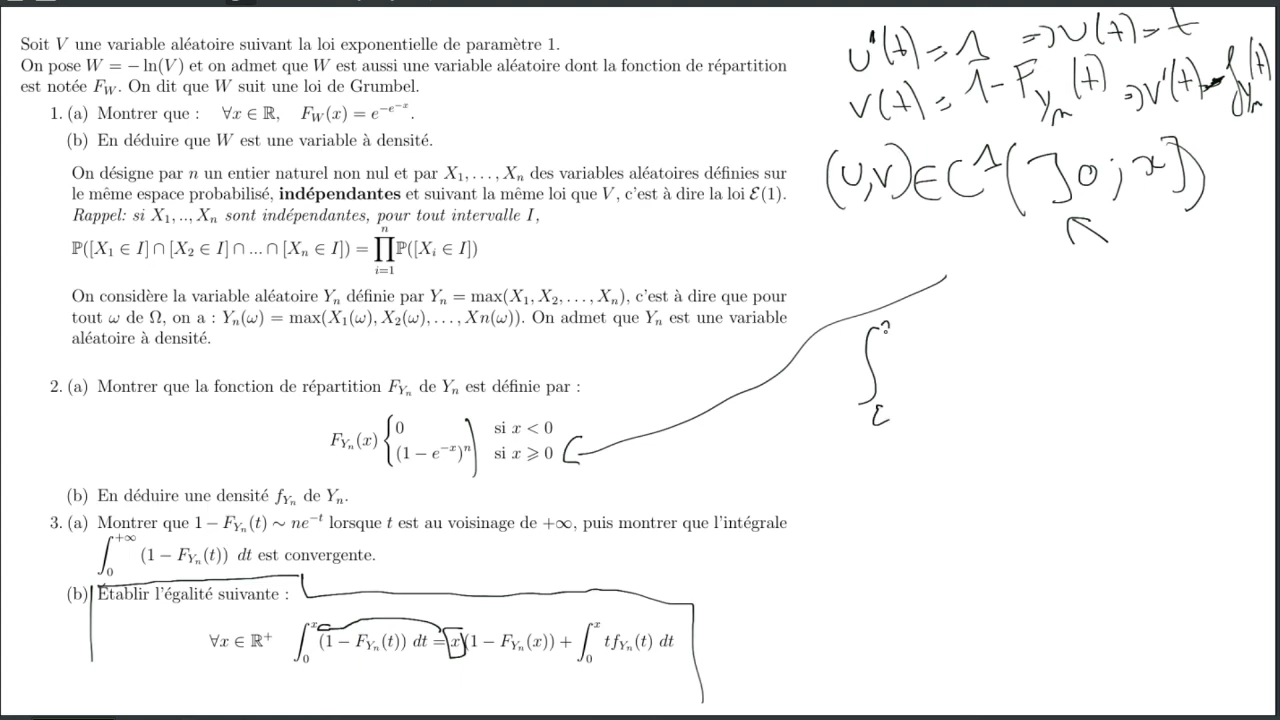 Soit V une variable aléatoire suivant la loi exponentielle de paramètre 1.
On pose W = − ln(V) et on admet que W est aussi une variable aléatoire dont la fonction de répartition
est notée F_W. On dit que W suit une loi de Grumbel.
1. (a) Montrer que : ∀x ∈ ℝ, F_W(x) = e^{−e^{−x}}.
(b) En déduire que W est une variable à densité.
On désigne par n un entier naturel non nul et par X_1, . . . , X_n des variables aléatoires définies sur
le même espace probabilisé, indépendantes et suivant la même loi que V, c'est à dire la loi ℰ(1).
Rappel: si X_1, .., X_n sont indépendantes, pour tout intervalle I,
ℙ([X_1 ∈ I] ∩ [X_2 ∈ I] ∩ ... ∩ [X_n ∈ I]) = ∏_{i=1}^{n} ℙ([X_i ∈ I])
On considère la variable aléatoire Y_n définie par Y_n = max(X_1, X_2, . . . , X_n), c'est à dire que pour
tout ω de Ω, on a : Y_n(ω) = max(X_1(ω), X_2(ω), . . . , Xn(ω)). On admet que Y_n est une variable
aléatoire à densité.
2. (a) Montrer que la fonction de répartition F_{Y_n} de Y_n est définie par :
F_{Y_n}(x) { 0 si x < 0
(1 − e^{−x})^n si x ⩾ 0
(b) En déduire une densité f_{Y_n} de Y_n.
3. (a) Montrer que 1 − F_{Y_n}(t) ∼ ne^{−t} lorsque t est au voisinage de +∞, puis montrer que l'intégrale
∫_0^{+∞} (1 − F_{Y_n}(t)) dt est convergente.
(b) Établir l'égalité suivante :
∀x ∈ ℝ^+ ∫_0^x (1 − F_{Y_n}(t)) dt = x(1 − F_{Y_n}(x)) + ∫_0^x t f_{Y_n}(t) dt
U'(t) = 1 ⇒ U(t) = t
V(t) = 1 − F_{Y_n}(t) ⇒ V'(t) = − f_{Y_n}(t)
(U,V) ∈ C^1(]0 ; x])
∫_ε^?